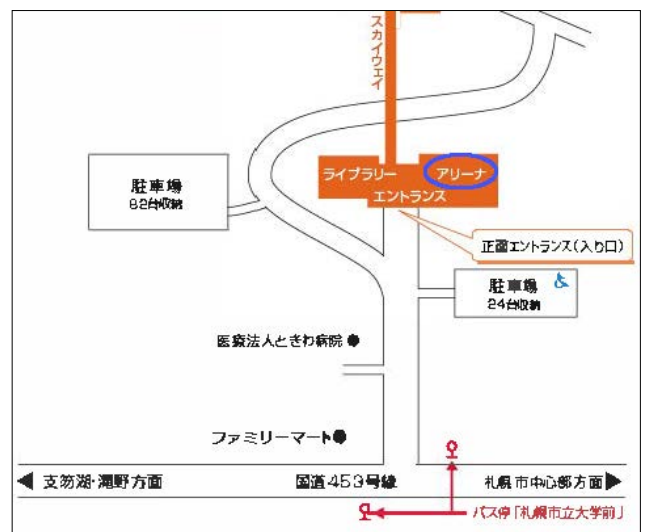 スカイウェイ
ライブラリー
アリーナ
エントランス
駐車場
82台収納
正面エントランス(入り口)
駐車場
24台収納
医療法人ときわ病院
ファミリーマート
支笏湖・滝野方面
国道453号線
札幌市中心部方面
バス停「札幌市立大学前」